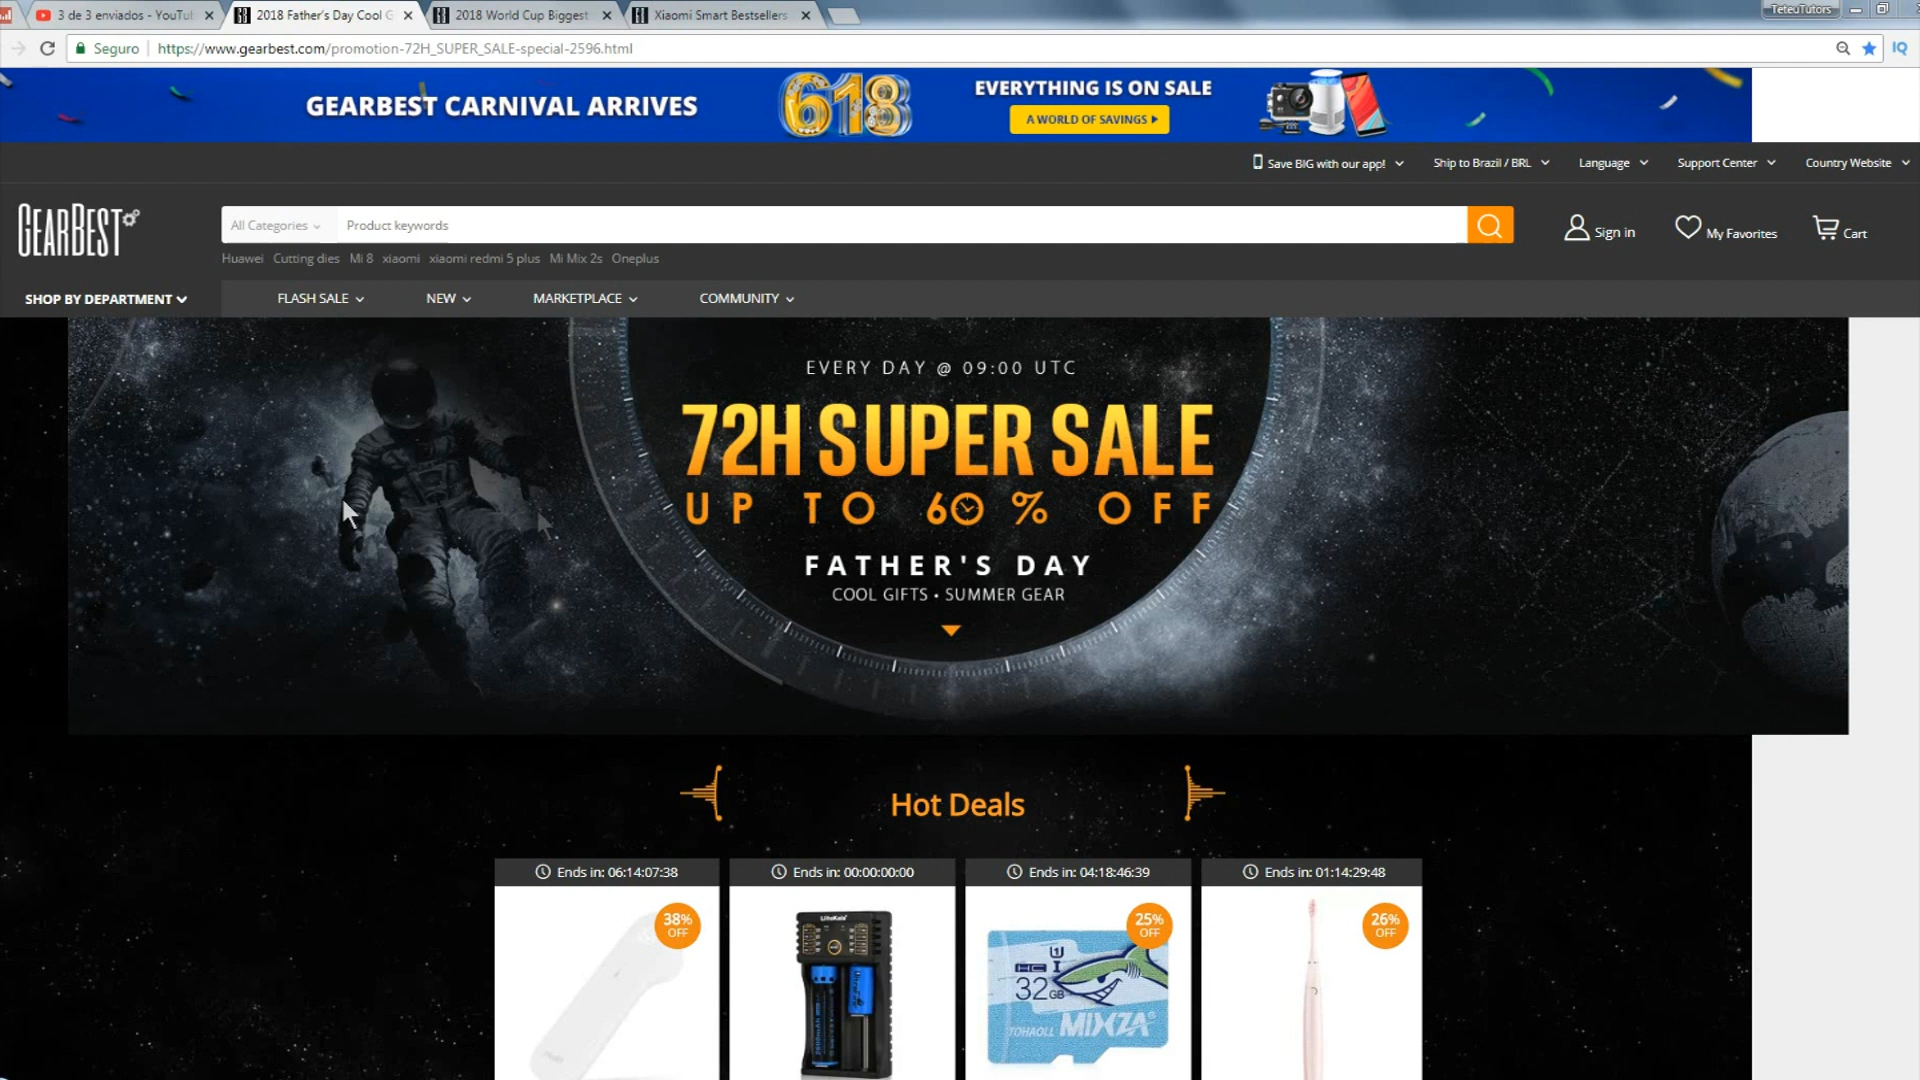 3 de 3 enviados - YouTu
2018 Father's Day Cool G
2018 World Cup Biggest
Xiaomi Smart Bestsellers
TeteuTutors
Seguro
https://www.gearbest.com/promotion-72H_SUPER_SALE-special-2596.html
IQ
GEARBEST CARNIVAL ARRIVES
618
EVERYTHING IS ON SALE
A WORLD OF SAVINGS
Save BIG with our app!
Ship to Brazil / BRL
Language
Support Center
Country Website
GEARBEST
All Categories
Product keywords
Sign in
My Favorites
Cart
Huawei Cutting dies Mi 8 xiaomi xiaomi redmi 5 plus Mi Mix 2s Oneplus
SHOP BY DEPARTMENT
FLASH SALE
NEW
MARKETPLACE
COMMUNITY
EVERY DAY @ 09:00 UTC
72H SUPER SALE
UP TO 60% OFF
FATHER'S DAY
COOL GIFTS • SUMMER GEAR
Hot Deals
Ends in: 06:14:07:38
Ends in: 00:00:00:00
Ends in: 04:18:46:39
Ends in: 01:14:29:48
38%
OFF
LiitoKala
25%
OFF
U1
HC I
32GB
TOHAOLL MIXZA
26%
OFF